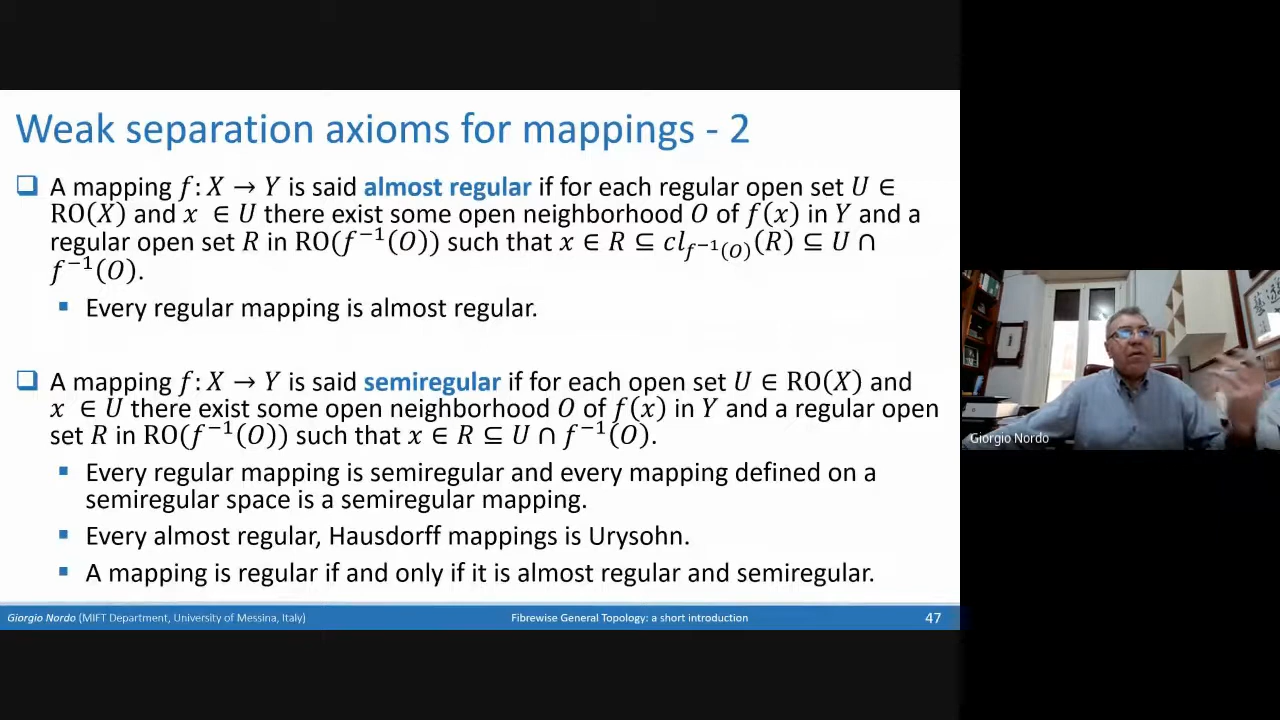 Weak separation axioms for mappings - 2
A mapping 𝑓: 𝑋 → 𝑌 is said almost regular if for each regular open set 𝑈 ∈
RO(𝑋) and 𝑥 ∈ 𝑈 there exist some open neighborhood 𝑂 of 𝑓(𝑥) in 𝑌 and a
regular open set 𝑅 in RO(𝑓⁻¹(𝑂)) such that 𝑥 ∈ 𝑅 ⊆ 𝑐𝑙_{𝑓⁻¹(𝑂)}(𝑅) ⊆ 𝑈 ∩
𝑓⁻¹(𝑂).
Every regular mapping is almost regular.
A mapping 𝑓: 𝑋 → 𝑌 is said semiregular if for each open set 𝑈 ∈ RO(𝑋) and
𝑥 ∈ 𝑈 there exist some open neighborhood 𝑂 of 𝑓(𝑥) in 𝑌 and a regular open
set 𝑅 in RO(𝑓⁻¹(𝑂)) such that 𝑥 ∈ 𝑅 ⊆ 𝑈 ∩ 𝑓⁻¹(𝑂).
Every regular mapping is semiregular and every mapping defined on a
semiregular space is a semiregular mapping.
Every almost regular, Hausdorff mappings is Urysohn.
A mapping is regular if and only if it is almost regular and semiregular.
Giorgio Nordo (MIFT Department, University of Messina, Italy) Fibrewise General Topology: a short introduction 47
Giorgio Nordo